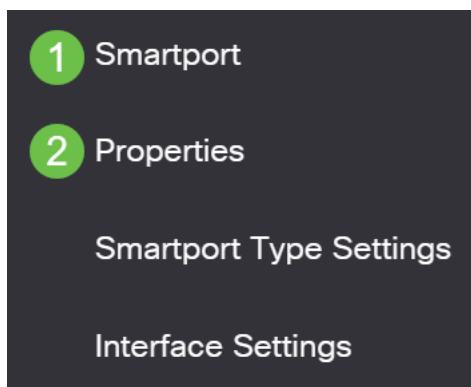 1 Smartport
2 Properties
Smartport Type Settings
Interface Settings